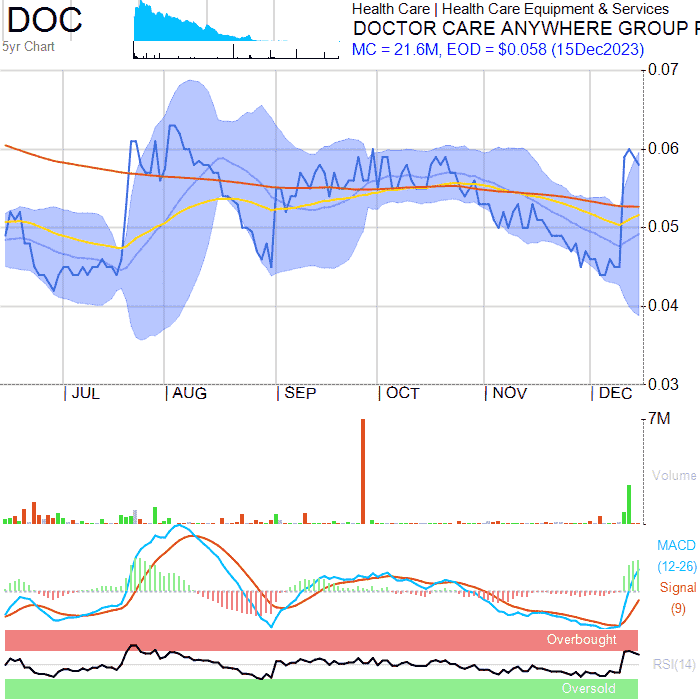 DOC
5yr Chart
Health Care | Health Care Equipment & Services
DOCTOR CARE ANYWHERE GROUP P
MC = 21.6M, EOD = $0.058 (15Dec2023)
0.07
0.06
0.05
0.04
0.03
JUL AUG SEP OCT NOV DEC
7M
Volume
MACD
(12-26)
Signal
(9)
Overbought
RSI(14)
Oversold